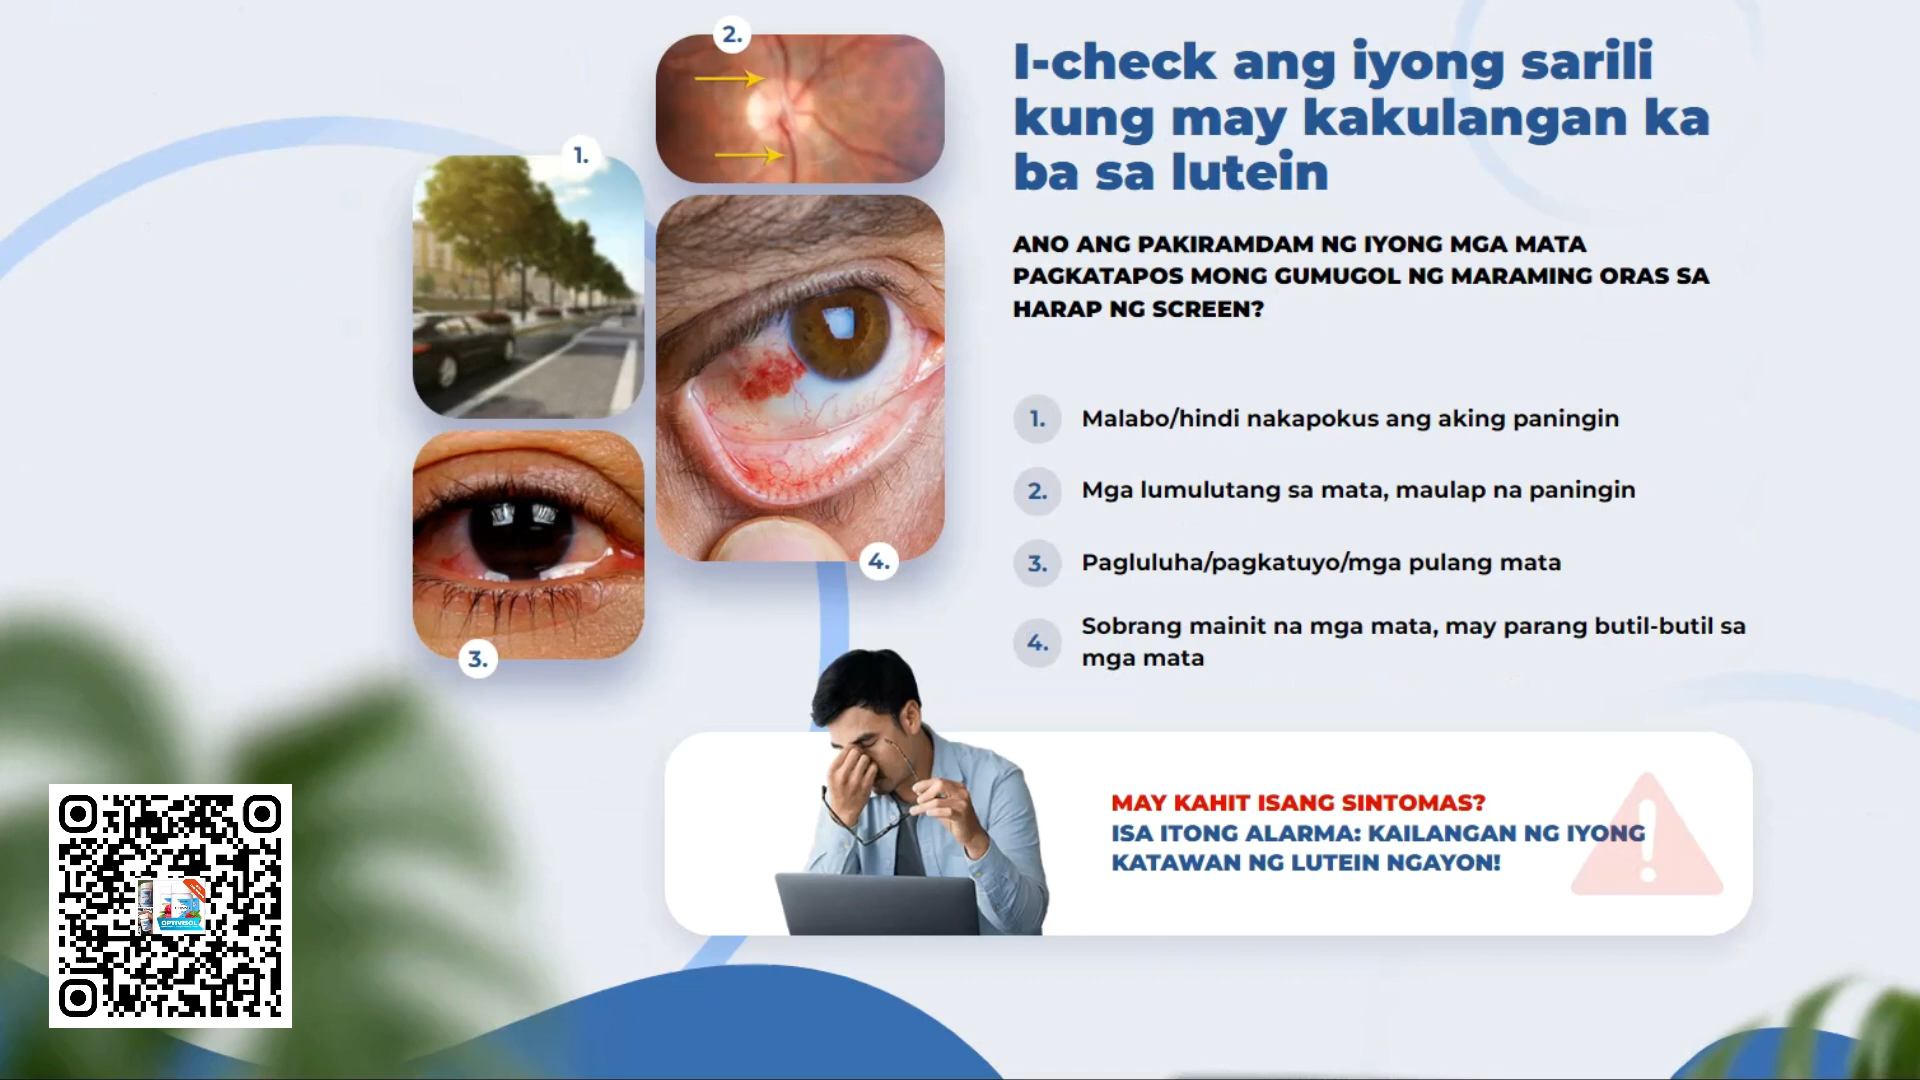 I-check ang iyong sarili
kung may kakulangan ka
ba sa lutein
ANO ANG PAKIRAMDAM NG IYONG MGA MATA
PAGKATAPOS MONG GUMUGOL NG MARAMING ORAS SA
HARAP NG SCREEN?
1.
2.
3.
4.
1. Malabo/hindi nakapokus ang aking paningin
2. Mga lumulutang sa mata, maulap na paningin
3. Pagluluha/pagkatuyo/mga pulang mata
4. Sobrang mainit na mga mata, may parang butil-butil sa
mga mata
MAY KAHIT ISANG SINTOMAS?
ISA ITONG ALARMA: KAILANGAN NG IYONG
KATAWAN NG LUTEIN NGAYON!
OPTIVISOL